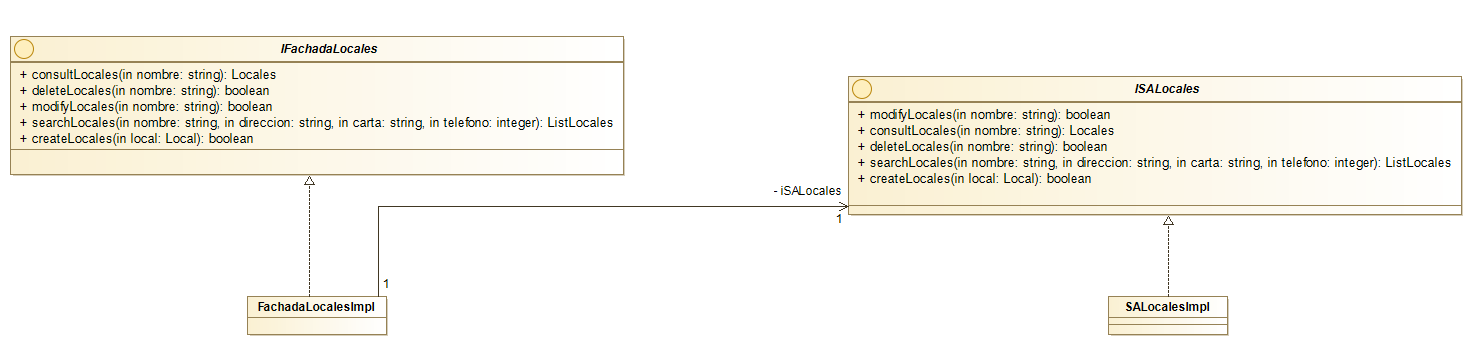 IFachadaLocales
+ consultLocales(in nombre: string): Locales
+ deleteLocales(in nombre: string): boolean
+ modifyLocales(in nombre: string): boolean
+ searchLocales(in nombre: string, in direccion: string, in carta: string, in telefono: integer): ListLocales
+ createLocales(in local: Local): boolean
ISALocales
+ modifyLocales(in nombre: string): boolean
+ consultLocales(in nombre: string): Locales
+ deleteLocales(in nombre: string): boolean
+ searchLocales(in nombre: string, in direccion: string, in carta: string, in telefono: integer): ListLocales
+ createLocales(in local: Local): boolean
- iSALocales
1
1
FachadaLocalesImpl
SALocalesImpl